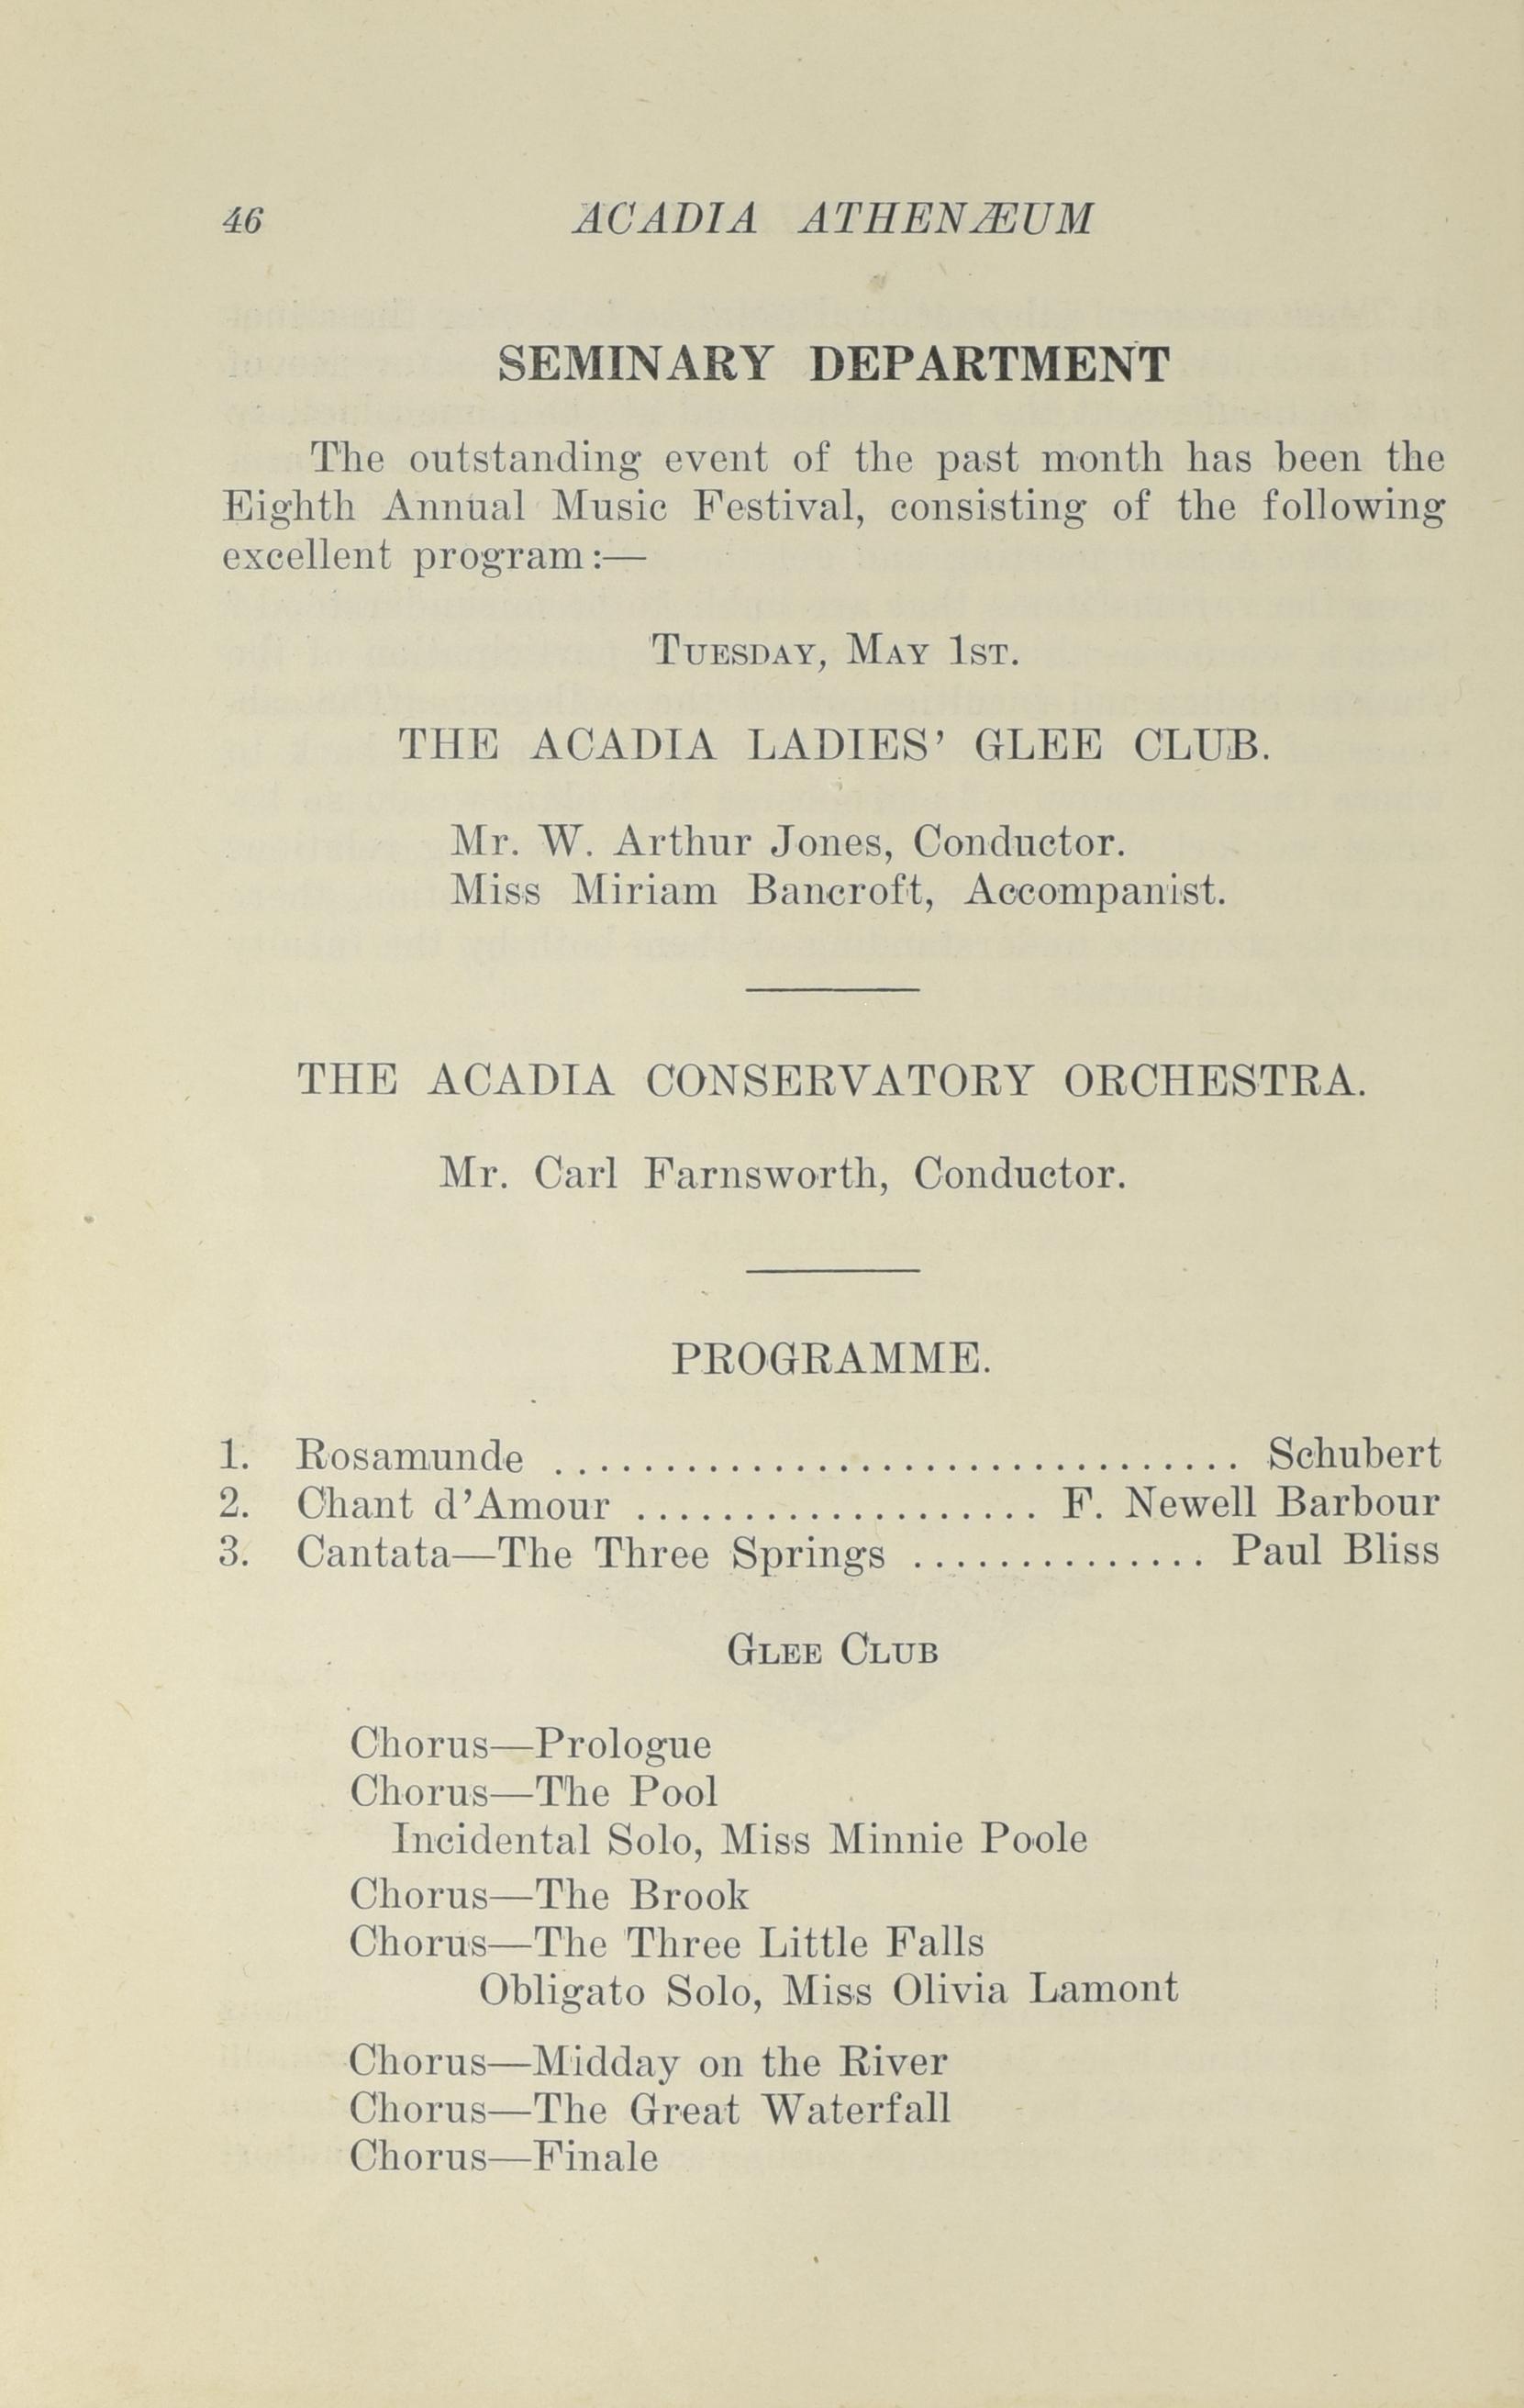 46 ACADIA ATHENÆUM
SEMINARY DEPARTMENT
The outstanding event of the past month has been the
Eighth Annual Music Festival, consisting of the following
excellent program:—
Tuesday, May 1st.
THE ACADIA LADIES' GLEE CLUB.
Mr. W. Arthur Jones, Conductor.
Miss Miriam Bancroft, Accompanist.
THE ACADIA CONSERVATORY ORCHESTRA.
Mr. Carl Farnsworth, Conductor.
PROGRAMME.
1. Rosamunde ................................ Schubert
2. Chant d'Amour ................... F. Newell Barbour
3. Cantata—The Three Springs .............. Paul Bliss
Glee Club
Chorus—Prologue
Chorus—The Pool
Incidental Solo, Miss Minnie Poole
Chorus—The Brook
Chorus—The Three Little Falls
Obligato Solo, Miss Olivia Lamont
Chorus—Midday on the River
Chorus—The Great Waterfall
Chorus—Finale